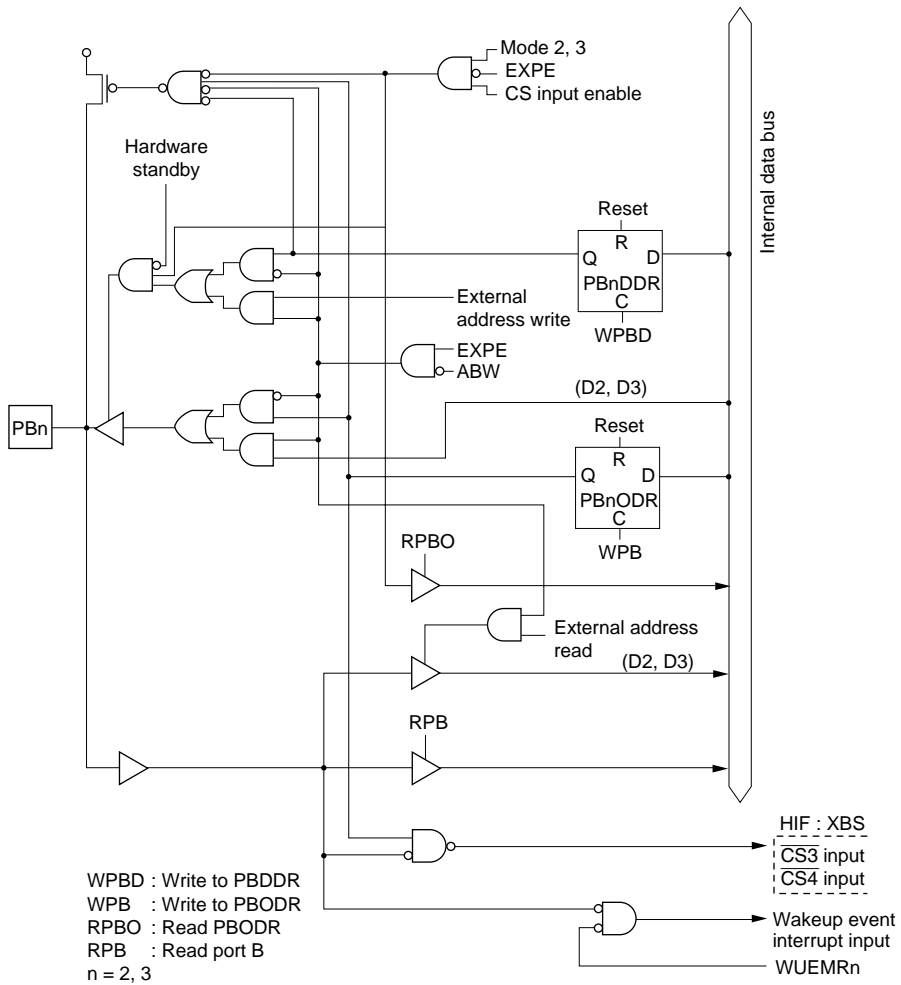 Mode 2, 3
EXPE
CS input enable
Hardware
standby
Internal data bus
Reset
R
Q D
PBnDDR
C
WPBD
External
address write
EXPE
ABW
(D2, D3)
PBn
Reset
R
Q D
PBnODR
C
WPB
RPBO
External address
read
(D2, D3)
RPB
HIF : XBS
CS3 input
CS4 input
WPBD : Write to PBDDR
WPB : Write to PBODR
RPBO : Read PBODR
RPB : Read port B
n = 2, 3
Wakeup event
interrupt input
WUEMRn